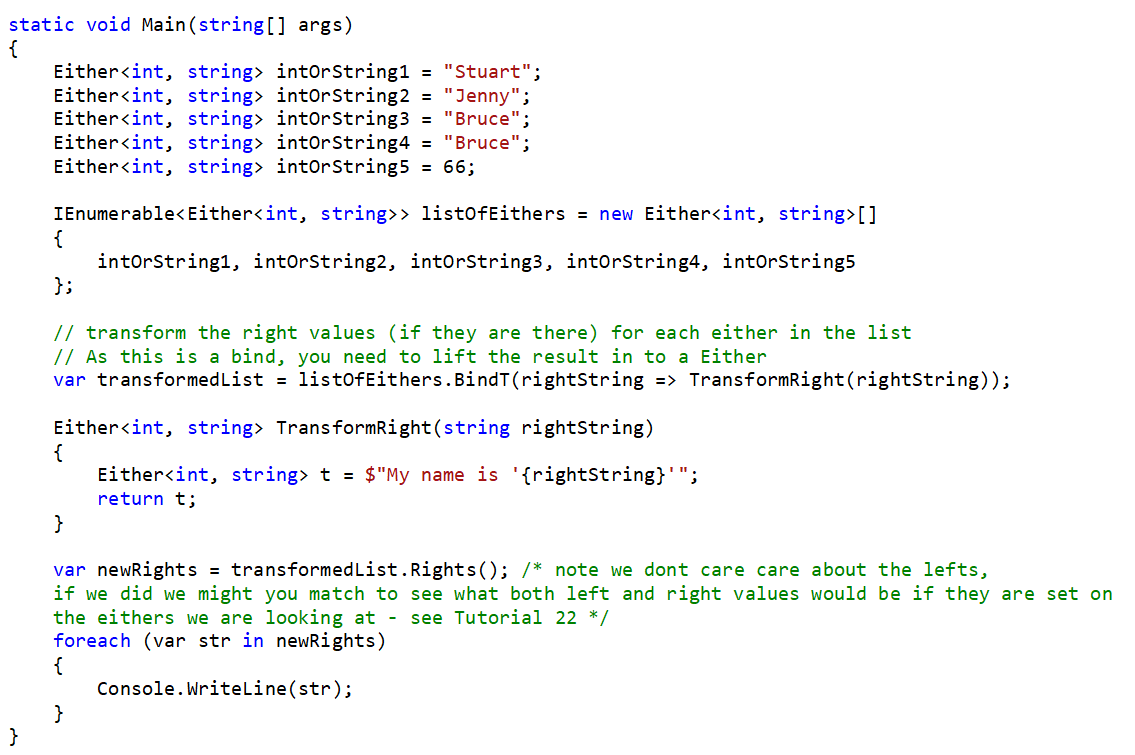 static void Main(string[] args)
{
    Either<int, string> intOrString1 = "Stuart";
    Either<int, string> intOrString2 = "Jenny";
    Either<int, string> intOrString3 = "Bruce";
    Either<int, string> intOrString4 = "Bruce";
    Either<int, string> intOrString5 = 66;

    IEnumerable<Either<int, string>> listOfEithers = new Either<int, string>[]
    {
        intOrString1, intOrString2, intOrString3, intOrString4, intOrString5
    };

    // transform the right values (if they are there) for each either in the list
    // As this is a bind, you need to lift the result in to a Either
    var transformedList = listOfEithers.BindT(rightString => TransformRight(rightString));

    Either<int, string> TransformRight(string rightString)
    {
        Either<int, string> t = $"My name is '{rightString}'";
        return t;
    }

    var newRights = transformedList.Rights(); /* note we dont care care about the lefts,
    if we did we might you match to see what both left and right values would be if they are set on
    the eithers we are looking at - see Tutorial 22 */
    foreach (var str in newRights)
    {
        Console.WriteLine(str);
    }
}